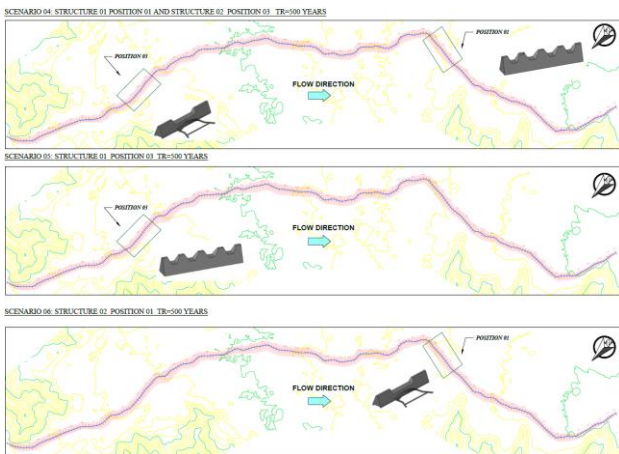 SCENARIO 04: STRUCTURE 01 POSITION 01 AND STRUCTURE 02 POSITION 03 TR=500 YEARS
POSITION 03
POSITION 01
FLOW DIRECTION
SCENARIO 05: STRUCTURE 01 POSITION 03 TR=500 YEARS
POSITION 03
FLOW DIRECTION
SCENARIO 06: STRUCTURE 02 POSITION 01 TR=500 YEARS
POSITION 01
FLOW DIRECTION